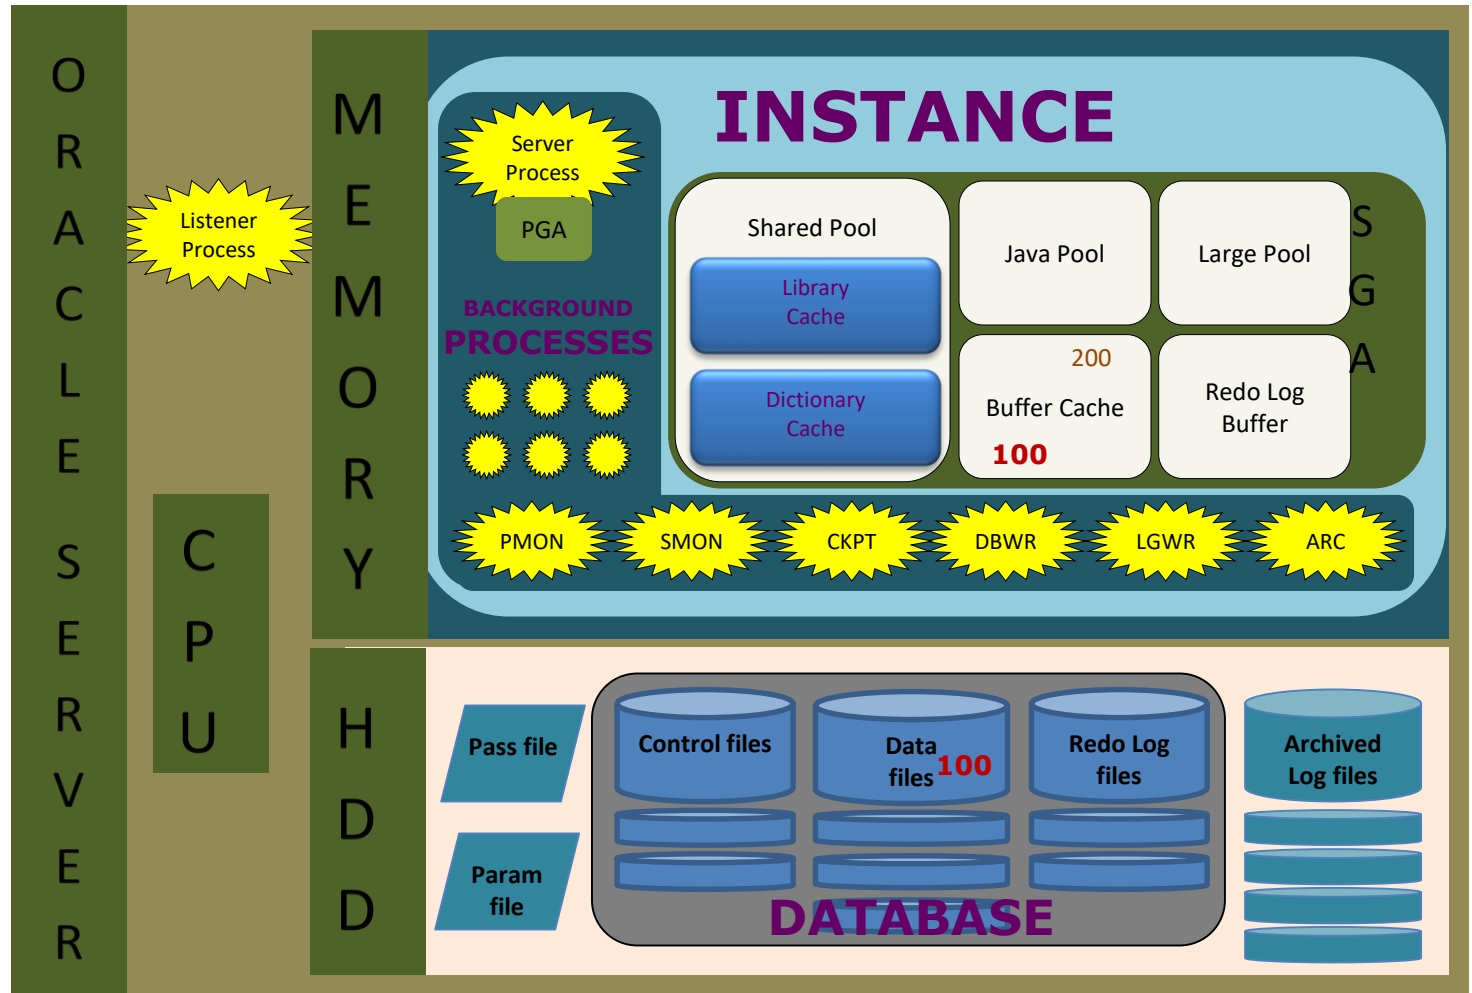 ORACLE SERVER
Listener
Process
CPU
MEMORY
INSTANCE
Server
Process
PGA
BACKGROUND
PROCESSES
Shared Pool
Library
Cache
Dictionary
Cache
Java Pool
Large Pool
SGA
200
Buffer Cache
100
Redo Log
Buffer
PMON
SMON
CKPT
DBWR
LGWR
ARC
HDD
Pass file
Param
file
Control files
Data
files
100
Redo Log
files
DATABASE
Archived
Log files